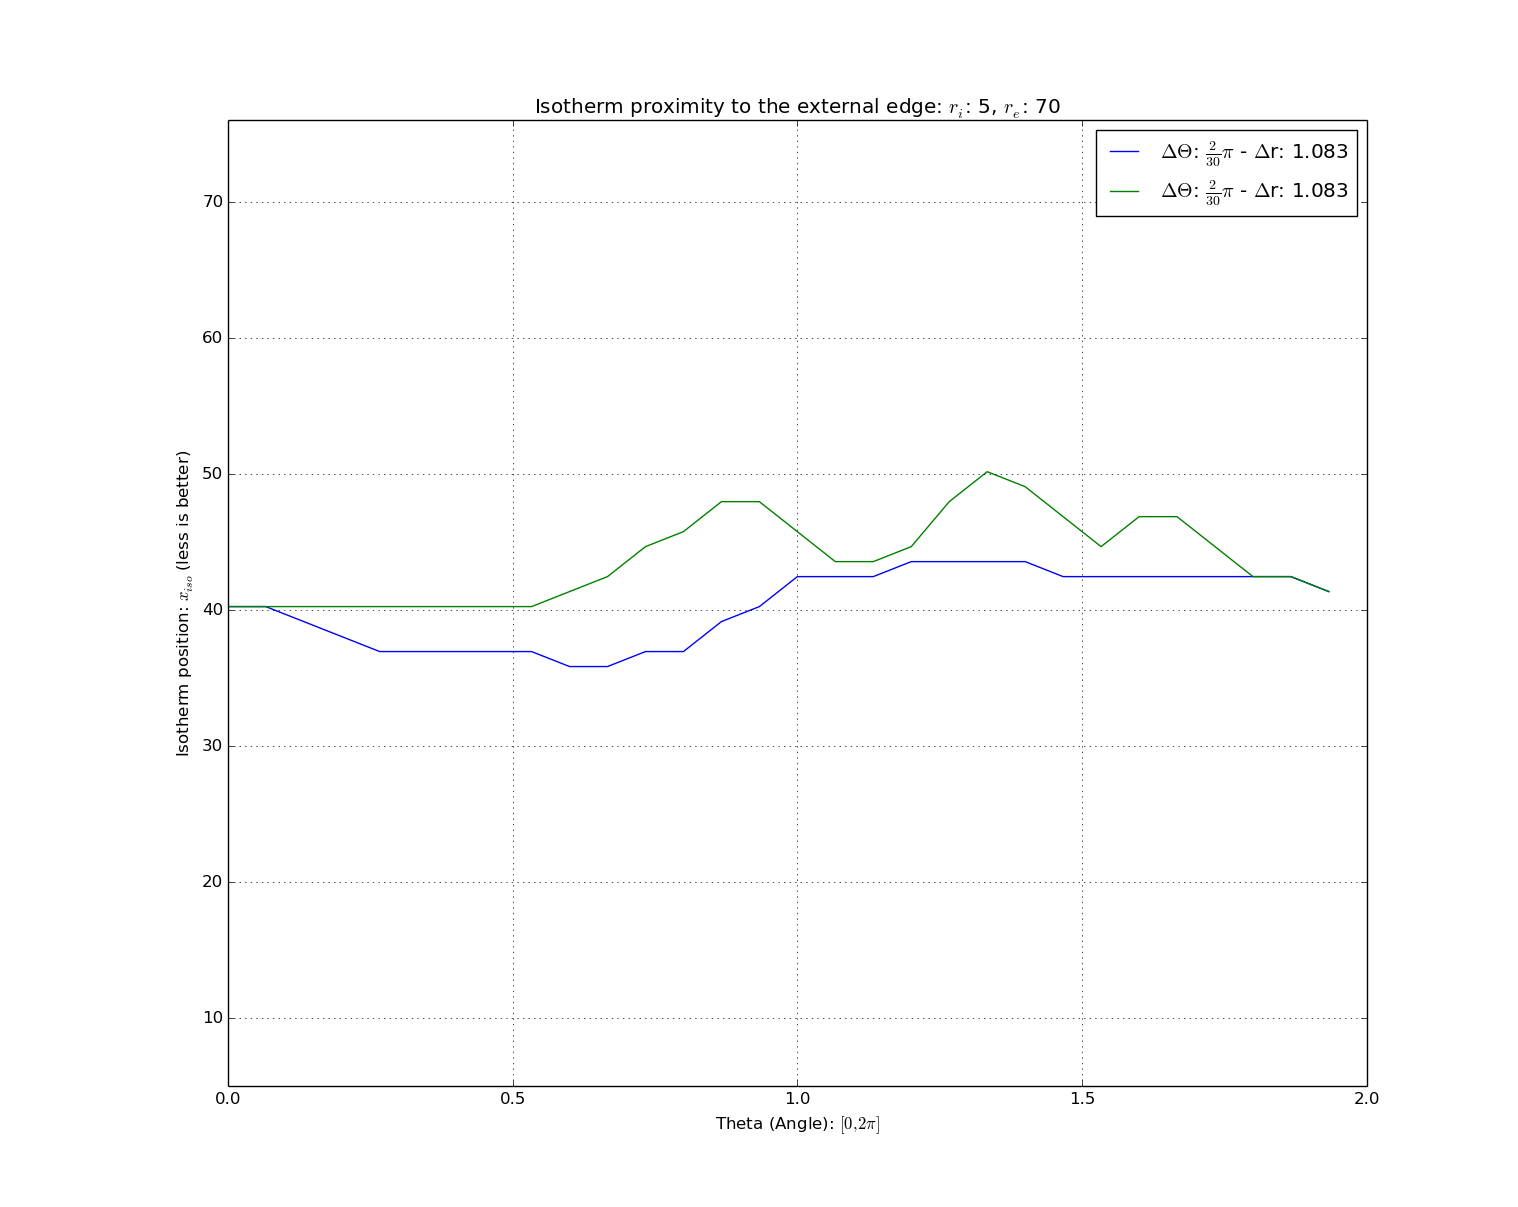 Isotherm proximity to the external edge: r_i: 5, r_e: 70
ΔΘ: 2/30 π - Δr: 1.083
ΔΘ: 2/30 π - Δr: 1.083
70
60
50
40
30
20
10
Isotherm position: x_iso (less is better)
0.0 0.5 1.0 1.5 2.0
Theta (Angle): [0,2π]